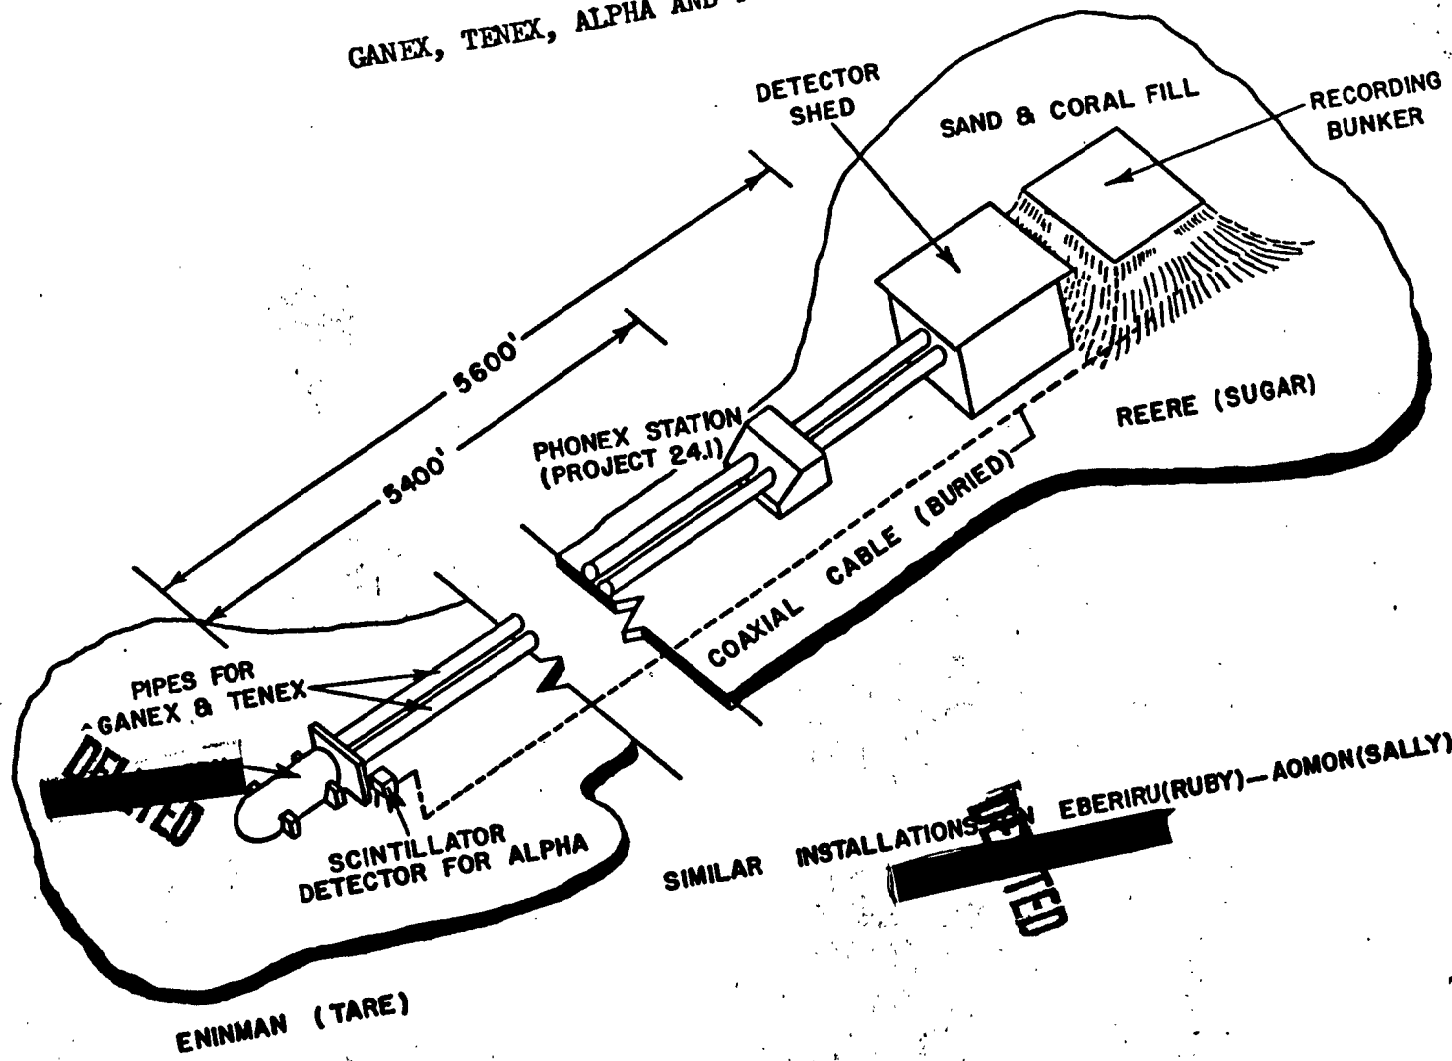 GANEX, TENEX, ALPHA AND
DETECTOR
SHED
SAND & CORAL FILL
RECORDING
BUNKER
5600'
5400'
PHONEX STATION
(PROJECT 24.1)
REERE (SUGAR)
COAXIAL CABLE (BURIED)
PIPES FOR
GANEX & TENEX
DELETED
SCINTILLATOR
DETECTOR FOR ALPHA
SIMILAR INSTALLATIONS EBERIRU(RUBY)—AOMON(SALLY)
DELETED
ENINMAN (TARE)